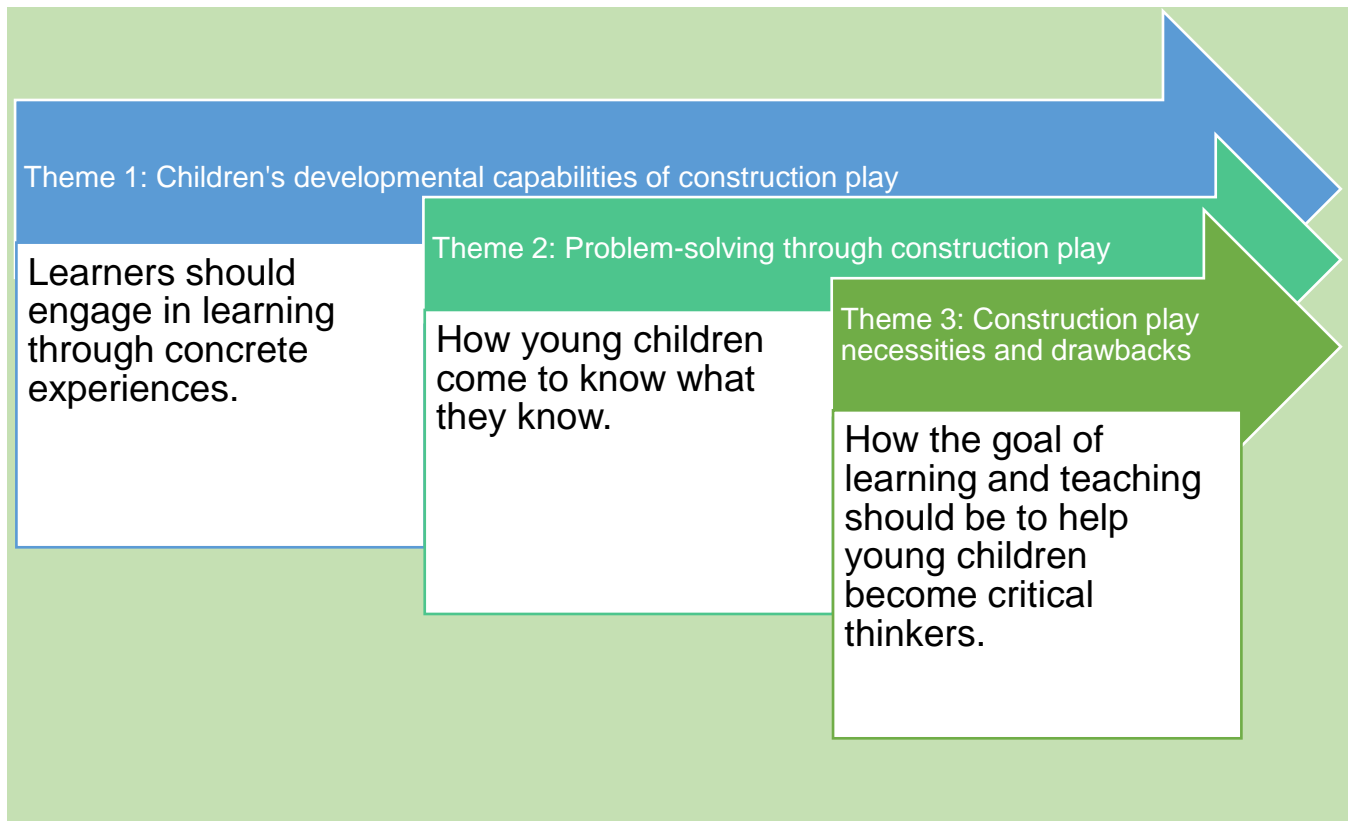 Theme 1: Children's developmental capabilities of construction play
Learners should
engage in learning
through concrete
experiences.
Theme 2: Problem-solving through construction play
How young children
come to know what
they know.
Theme 3: Construction play
necessities and drawbacks
How the goal of
learning and teaching
should be to help
young children
become critical
thinkers.